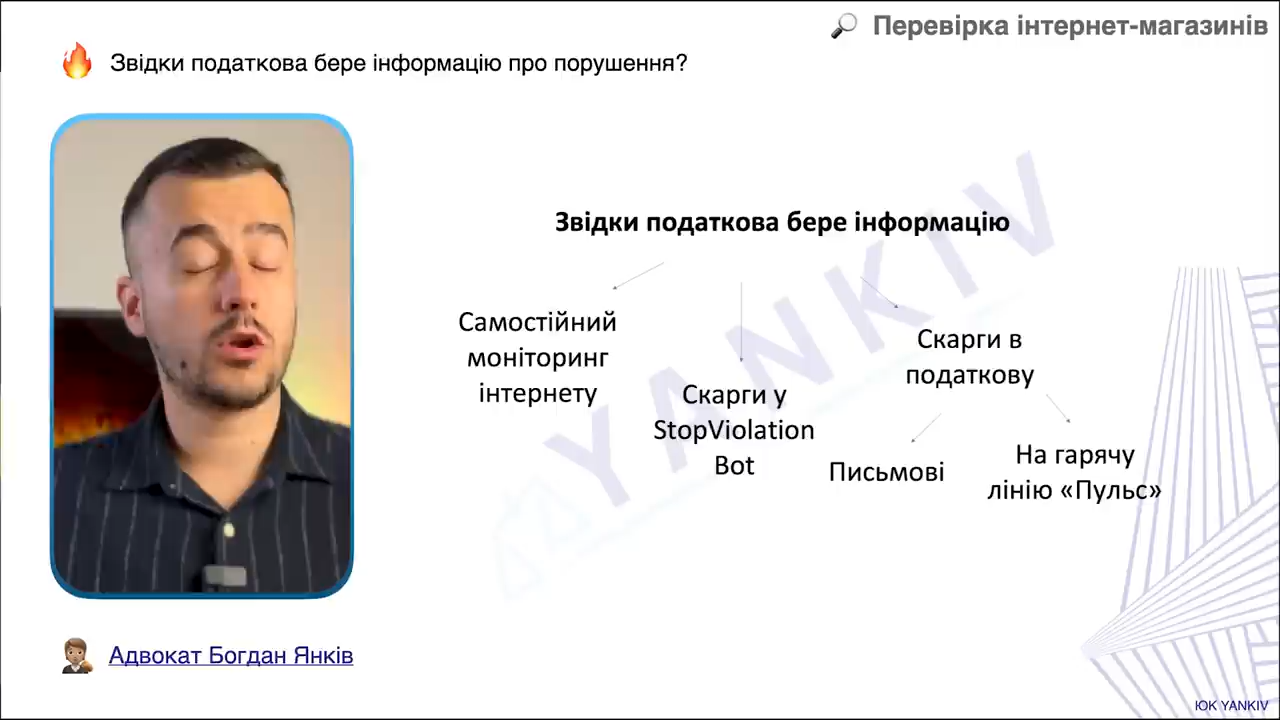 Перевірка інтернет-магазинів
Звідки податкова бере інформацію про порушення?
YANKIV
Звідки податкова бере інформацію
Самостійний
моніторинг
інтернету
Скарги у
StopViolation
Bot
Скарги в
податкову
Письмові
На гарячу
лінію «Пульс»
Адвокат Богдан Янків
ЮК YANKIV